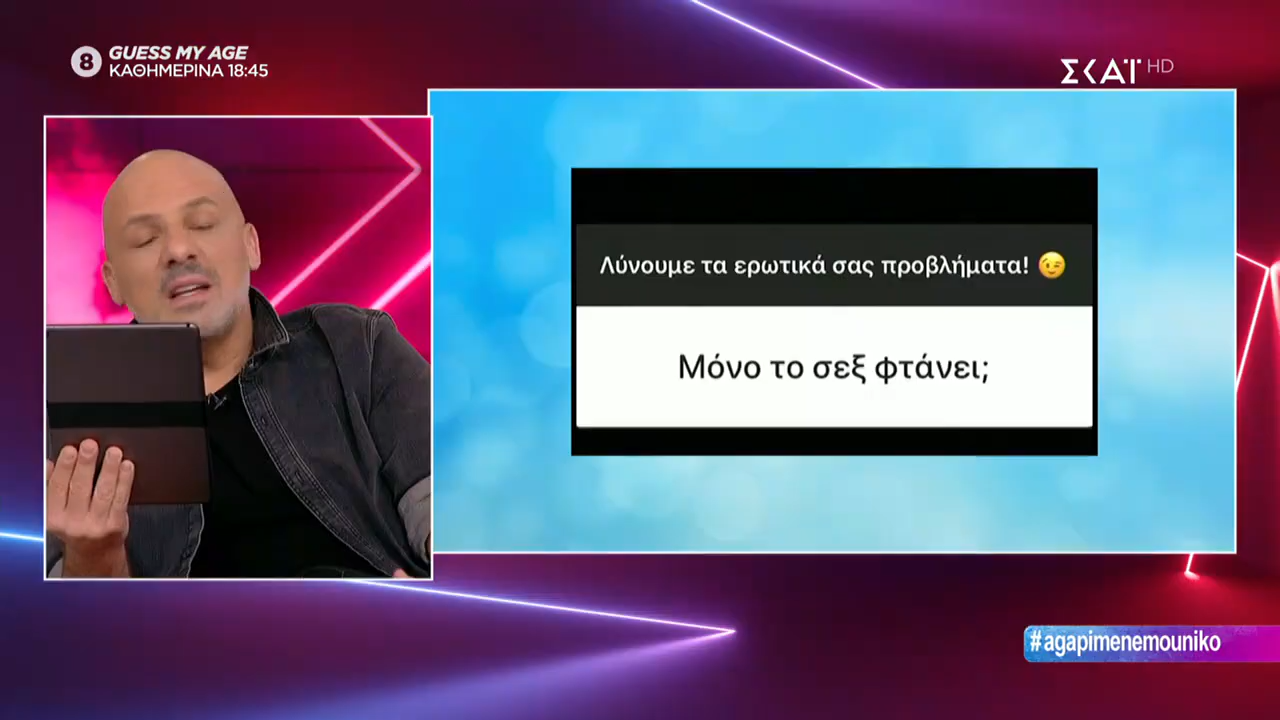 8
GUESS MY AGE
ΚΑΘΗΜΕΡΙΝΑ 18:45
ΣΚΑΪ HD
Λύνουμε τα ερωτικά σας προβλήματα! 😉
Μόνο το σεξ φτάνει;
#agapimenemouniko